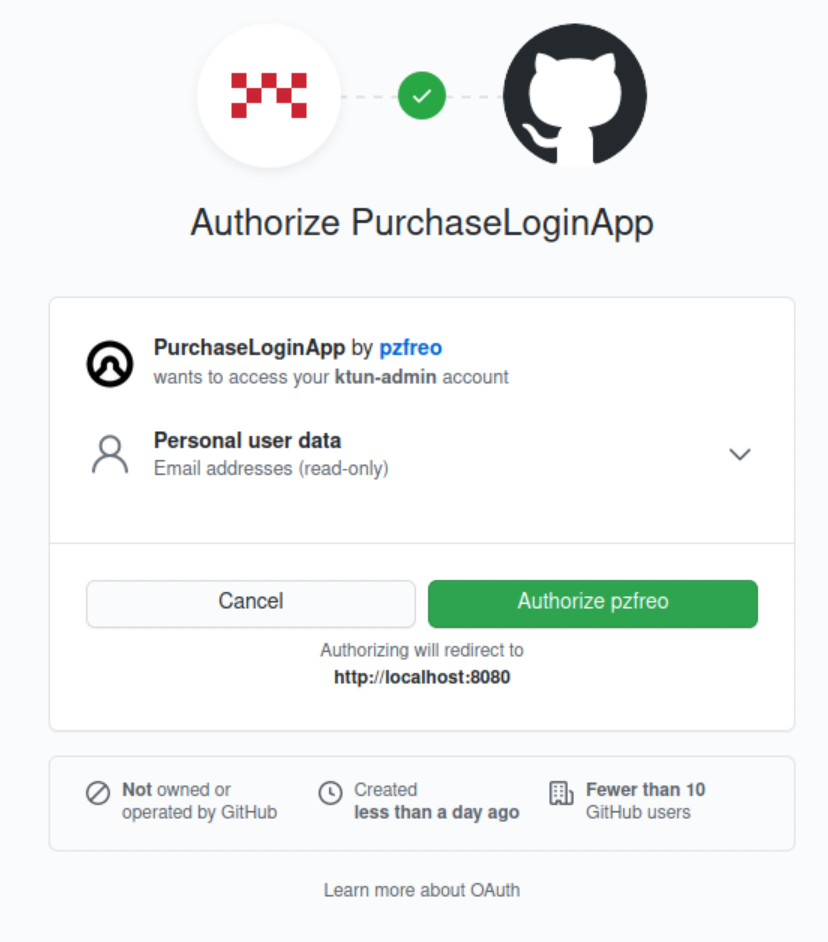 Authorize PurchaseLoginApp
PurchaseLoginApp by pzfreo
wants to access your ktun-admin account
Personal user data
Email addresses (read-only)
Cancel
Authorize pzfreo
Authorizing will redirect to
http://localhost:8080
Not owned or
operated by GitHub
Created
less than a day ago
Fewer than 10
GitHub users
Learn more about OAuth